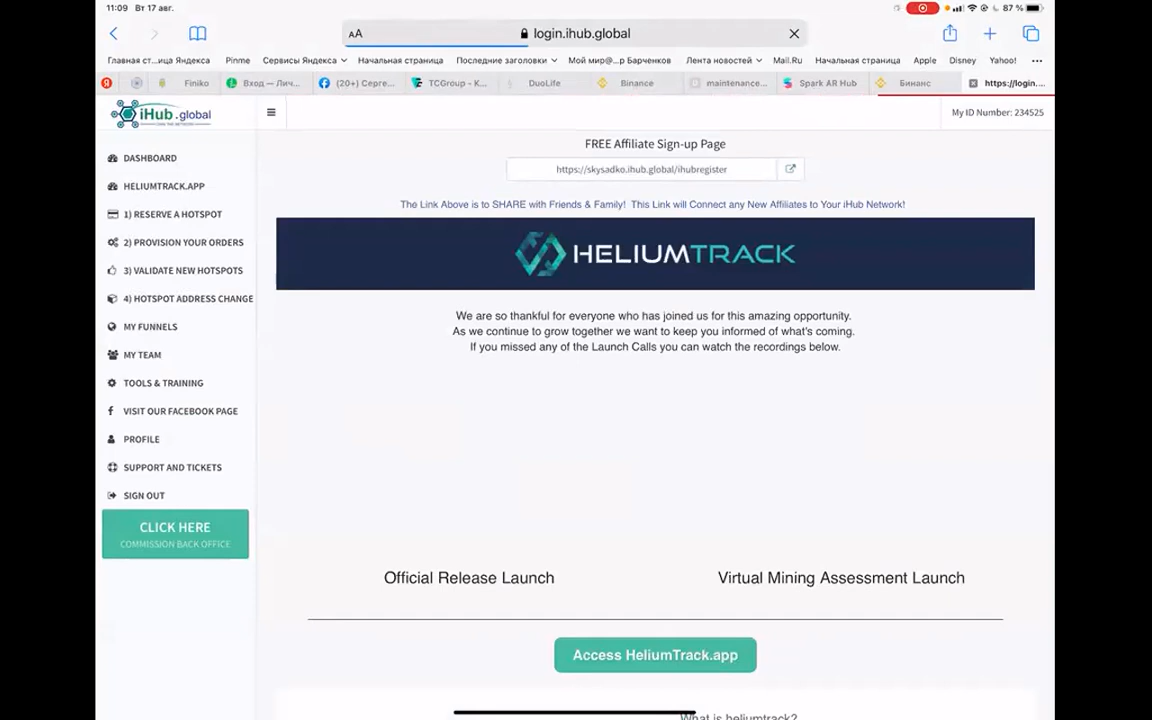 11:09 Вт 17 авг.
87 %
AA login.ihub.global
Главная ст...ица Яндекса Pinme Сервисы Яндекса Начальная страница Последние заголовки Мой мир@...р Барченков Лента новостей Mail.Ru Начальная страница Apple Disney Yahoo!
Finiko Вход — Лич... (20+) Серге... TCGroup - K... DuoLife Binance maintenance... Spark AR Hub Бинанс https://login....
iHub.global
My ID Number: 234525
DASHBOARD
HELIUMTRACK.APP
1) RESERVE A HOTSPOT
2) PROVISION YOUR ORDERS
3) VALIDATE NEW HOTSPOTS
4) HOTSPOT ADDRESS CHANGE
MY FUNNELS
MY TEAM
TOOLS & TRAINING
VISIT OUR FACEBOOK PAGE
PROFILE
SUPPORT AND TICKETS
SIGN OUT
CLICK HERE
COMMISSION BACK OFFICE
FREE Affiliate Sign-up Page
https://skysadko.ihub.global/ihubregister
The Link Above is to SHARE with Friends & Family! This Link will Connect any New Affiliates to Your iHub Network!
HELIUMTRACK
We are so thankful for everyone who has joined us for this amazing opportunity.
As we continue to grow together we want to keep you informed of what's coming.
If you missed any of the Launch Calls you can watch the recordings below.
Official Release Launch
Virtual Mining Assessment Launch
Access HeliumTrack.app
What is heliumtrack?